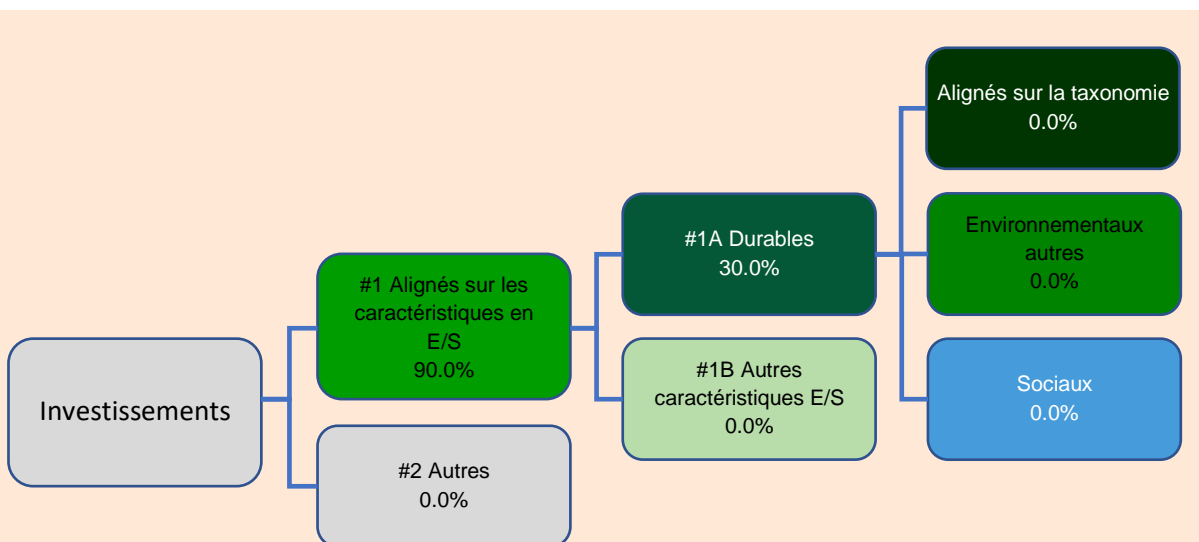 Investissements
#1 Alignés sur les
caractéristiques en
E/S
90.0%
#2 Autres
0.0%
#1A Durables
30.0%
#1B Autres
caractéristiques E/S
0.0%
Alignés sur la taxonomie
0.0%
Environnementaux
autres
0.0%
Sociaux
0.0%